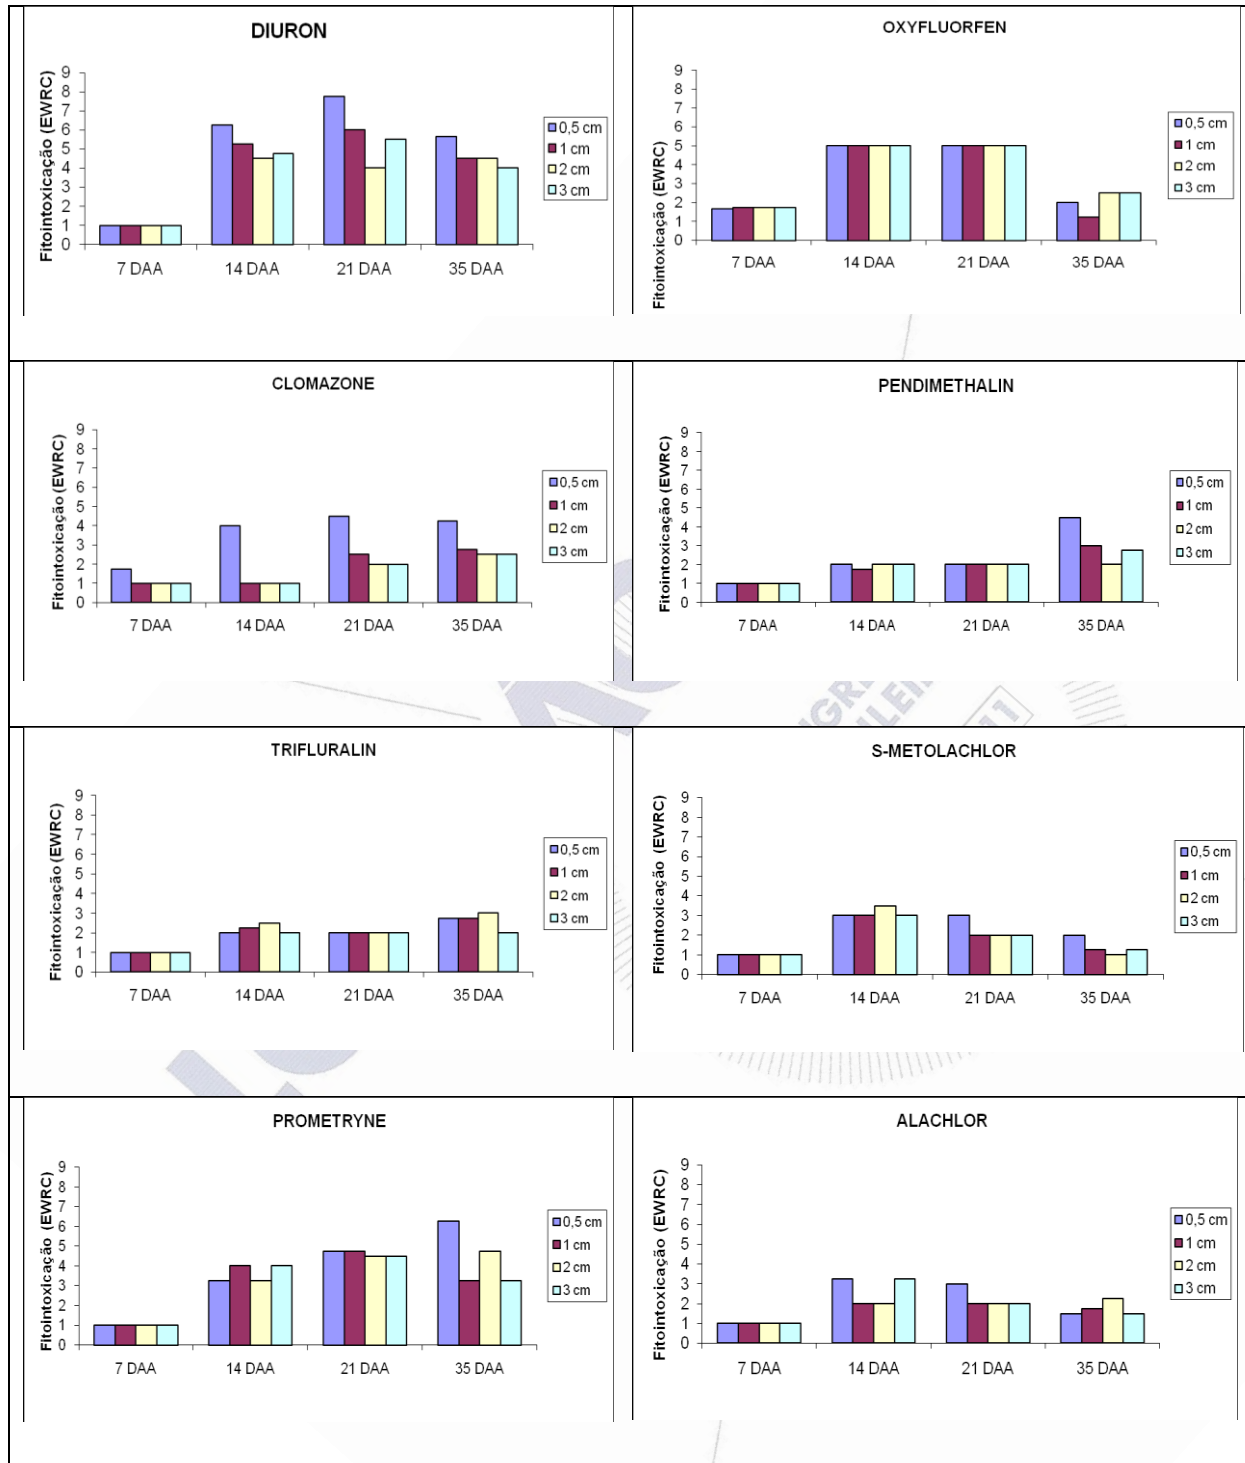 DIURON
Fitointoxicação (EWRC)
9
8
7
6
5
4
3
2
1
0
7 DAA 14 DAA 21 DAA 35 DAA
0,5 cm
1 cm
2 cm
3 cm
OXYFLUORFEN
Fitointoxicação (EWRC)
9
8
7
6
5
4
3
2
1
0
7 DAA 14 DAA 21 DAA 35 DAA
0,5 cm
1 cm
2 cm
3 cm
CLOMAZONE
Fitointoxicação (EWRC)
9
8
7
6
5
4
3
2
1
0
7 DAA 14 DAA 21 DAA 35 DAA
0,5 cm
1 cm
2 cm
3 cm
PENDIMETHALIN
Fitointoxicação (EWRC)
9
8
7
6
5
4
3
2
1
0
7 DAA 14 DAA 21 DAA 35 DAA
0,5 cm
1 cm
2 cm
3 cm
TRIFLURALIN
Fitointoxicação (EWRC)
9
8
7
6
5
4
3
2
1
0
7 DAA 14 DAA 21 DAA 35 DAA
0,5 cm
1 cm
2 cm
3 cm
S-METOLACHLOR
Fitointoxicação (EWRC)
9
8
7
6
5
4
3
2
1
0
7 DAA 14 DAA 21 DAA 35 DAA
0,5 cm
1 cm
2 cm
3 cm
PROMETRYNE
Fitointoxicação (EWRC)
9
8
7
6
5
4
3
2
1
0
7 DAA 14 DAA 21 DAA 35 DAA
0,5 cm
1 cm
2 cm
3 cm
ALACHLOR
Fitointoxicação (EWRC)
9
8
7
6
5
4
3
2
1
0
7 DAA 14 DAA 21 DAA 35 DAA
0,5 cm
1 cm
2 cm
3 cm